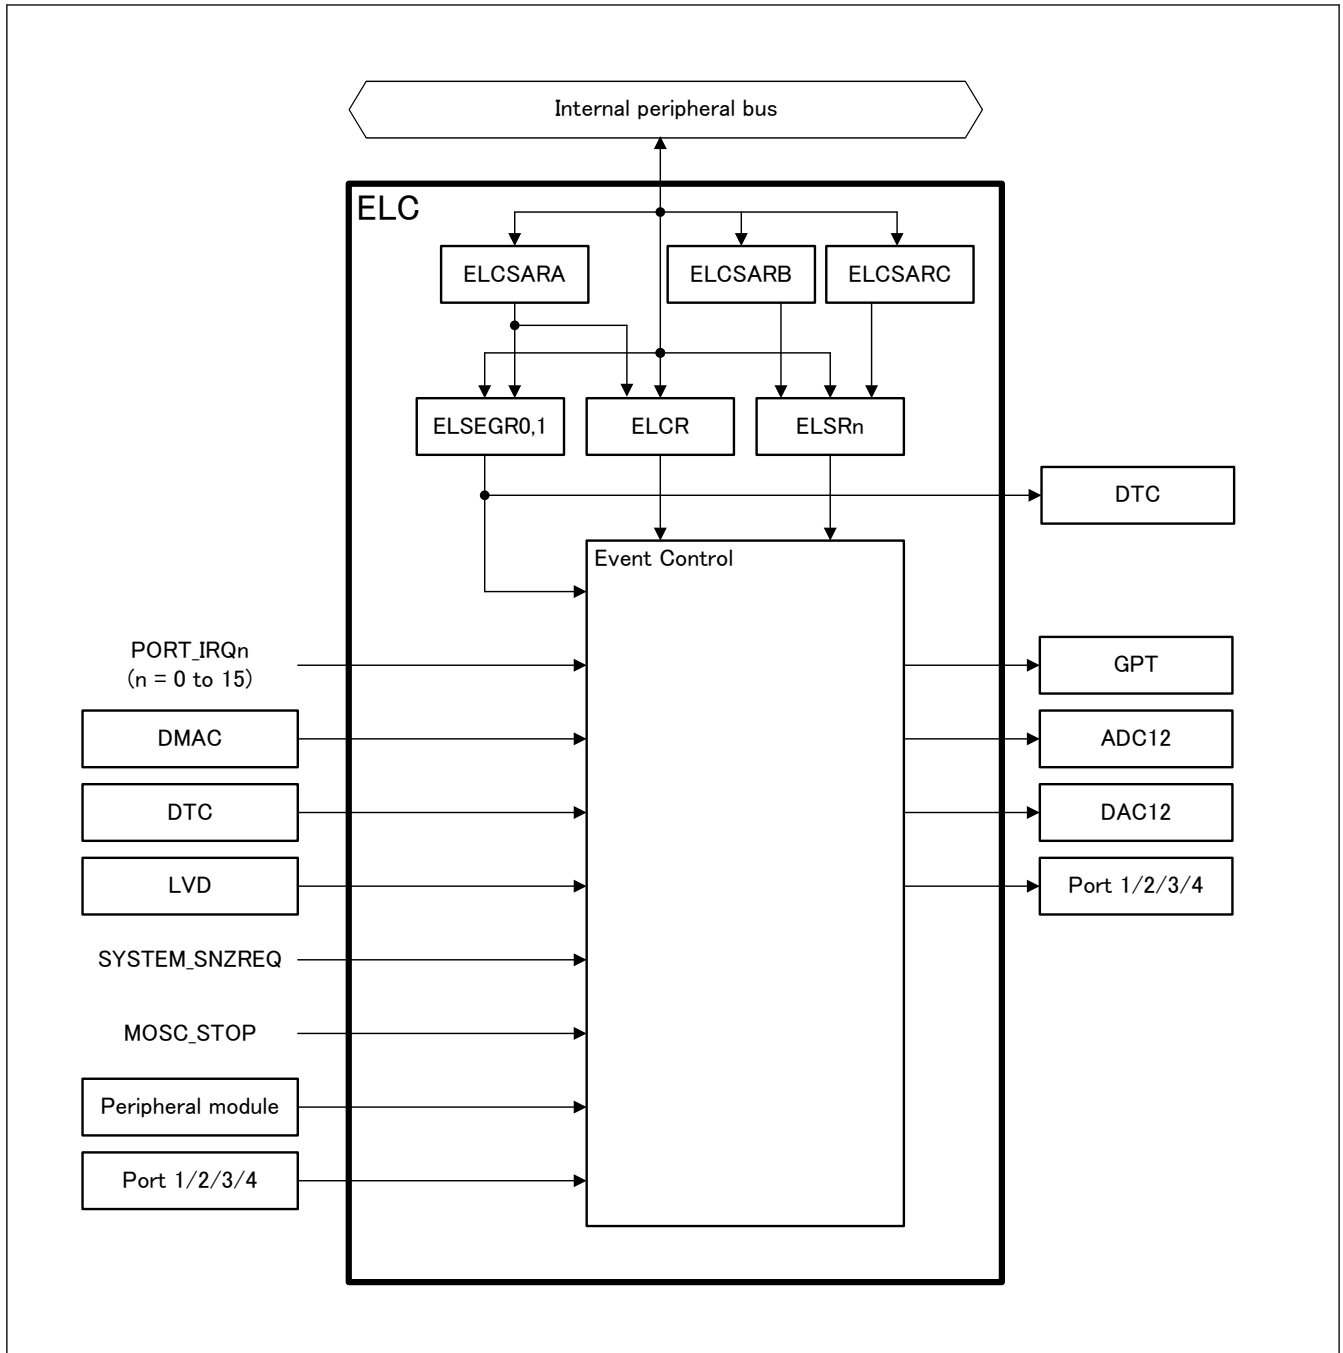 Internal peripheral bus
ELC
ELCSARA
ELCSARB
ELCSARC
ELSEGR0,1
ELCR
ELSRn
DTC
Event Control
PORT_IRQn
(n = 0 to 15)
GPT
DMAC
ADC12
DTC
DAC12
LVD
Port 1/2/3/4
SYSTEM_SNZREQ
MOSC_STOP
Peripheral module
Port 1/2/3/4